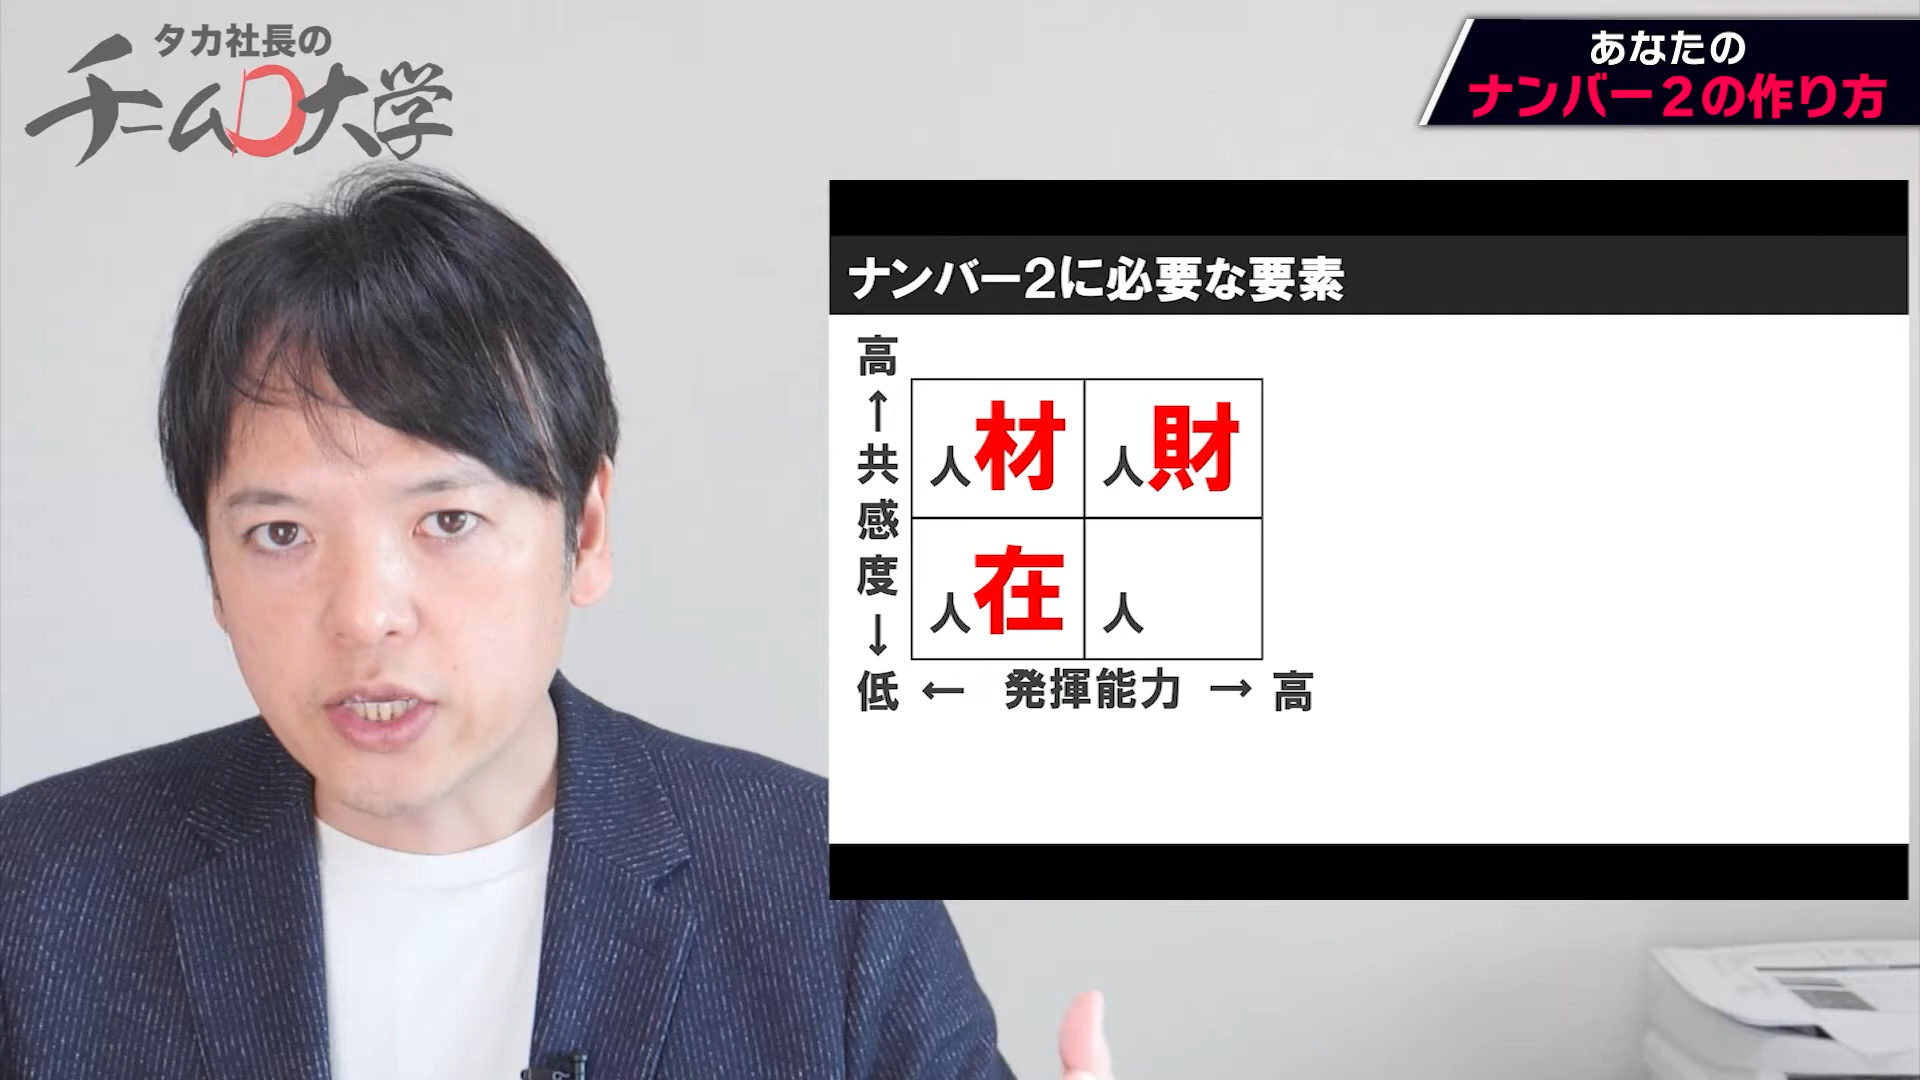 タカ社長の
チームD大学
あなたの
ナンバー2の作り方
ナンバー2に必要な要素
高
↑
共感度
↓
低
人材
人財
人在
人
← 発揮能力 → 高